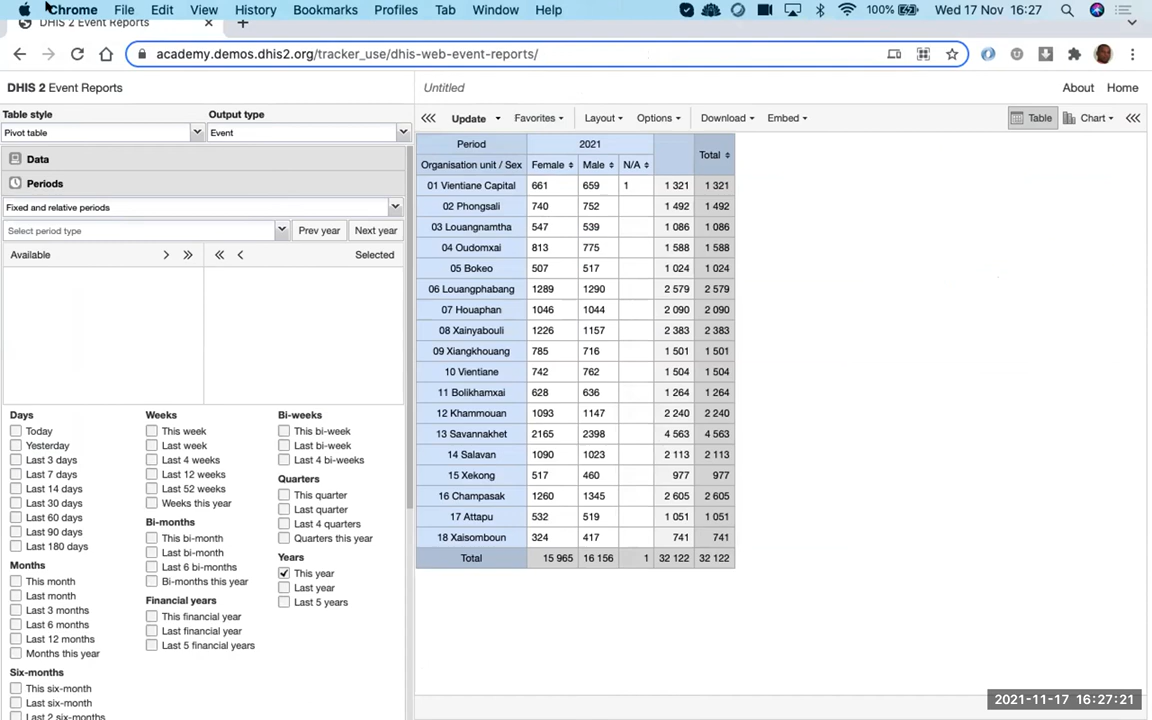 Chrome File Edit View History Bookmarks Profiles Tab Window Help 100% Wed 17 Nov 16:27
DHIS 2 Event Reports × +
academy.demos.dhis2.org/tracker_use/dhis-web-event-reports/
DHIS 2 Event Reports Untitled About Home
Table style Output type
Pivot table Event
Update Favorites Layout Options Download Embed Table Chart
Data
Periods
Fixed and relative periods
Select period type Prev year Next year
Available Selected
Days Weeks Bi-weeks
Today This week This bi-week
Yesterday Last week Last bi-week
Last 3 days Last 4 weeks Last 4 bi-weeks
Last 7 days Last 12 weeks Quarters
Last 14 days Last 52 weeks This quarter
Last 30 days Weeks this year Last quarter
Last 60 days Bi-months Last 4 quarters
Last 90 days This bi-month Quarters this year
Last 180 days Last bi-month Years
Months Last 6 bi-months This year
This month Bi-months this year Last year
Last month Financial years Last 5 years
Last 3 months This financial year
Last 6 months Last financial year
Last 12 months Last 5 financial years
Months this year
Six-months
This six-month
Last six-month
Last 2 six-months
Period 2021 Total
Organisation unit / Sex Female Male N/A
01 Vientiane Capital 661 659 1 1 321 1 321
02 Phongsali 740 752 1 492 1 492
03 Louangnamtha 547 539 1 086 1 086
04 Oudomxai 813 775 1 588 1 588
05 Bokeo 507 517 1 024 1 024
06 Louangphabang 1289 1290 2 579 2 579
07 Houaphan 1046 1044 2 090 2 090
08 Xainyabouli 1226 1157 2 383 2 383
09 Xiangkhouang 785 716 1 501 1 501
10 Vientiane 742 762 1 504 1 504
11 Bolikhamxai 628 636 1 264 1 264
12 Khammouan 1093 1147 2 240 2 240
13 Savannakhet 2165 2398 4 563 4 563
14 Salavan 1090 1023 2 113 2 113
15 Xekong 517 460 977 977
16 Champasak 1260 1345 2 605 2 605
17 Attapu 532 519 1 051 1 051
18 Xaisomboun 324 417 741 741
Total 15 965 16 156 1 32 122 32 122
2021-11-17 16:27:21